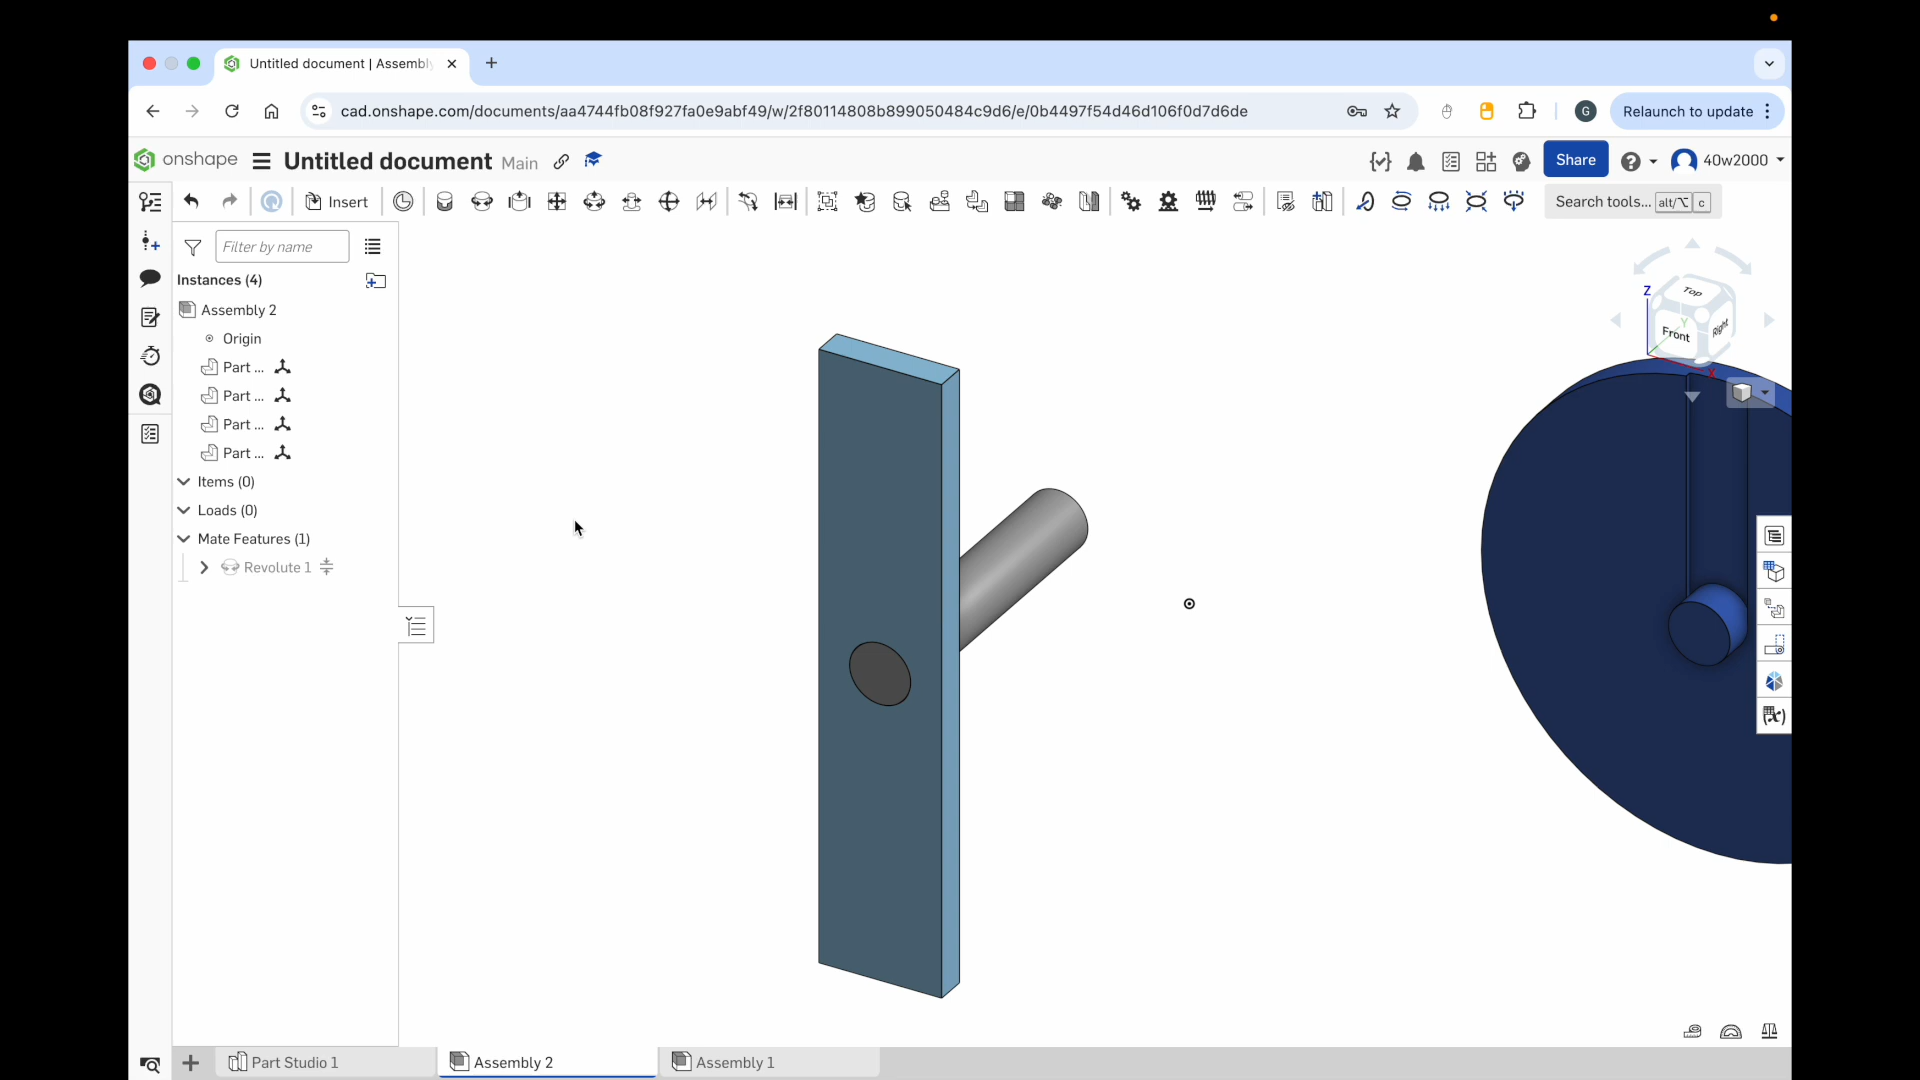 Untitled document | Assembl
cad.onshape.com/documents/aa4744fb08f927fa0e9abf49/w/2f80114808b899050484c9d6/e/0b4497f54d46d106f0d7d6de
G
Relaunch to update
onshape
Untitled document
Main
Share
40w2000
Insert
Search tools...
alt/⌥
c
Filter by name
Instances (4)
Assembly 2
Origin
Part ...
Part ...
Part ...
Part ...
Items (0)
Loads (0)
Mate Features (1)
Revolute 1
Z
Top
Y
Front
Right
X
(x)
Part Studio 1
Assembly 2
Assembly 1